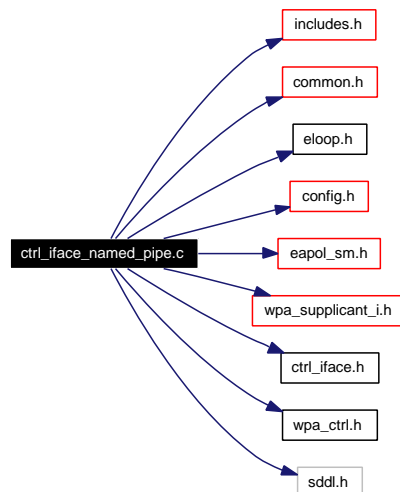 includes.h
common.h
eloop.h
config.h
ctrl_iface_named_pipe.c
eapol_sm.h
wpa_supplicant_i.h
ctrl_iface.h
wpa_ctrl.h
sddl.h